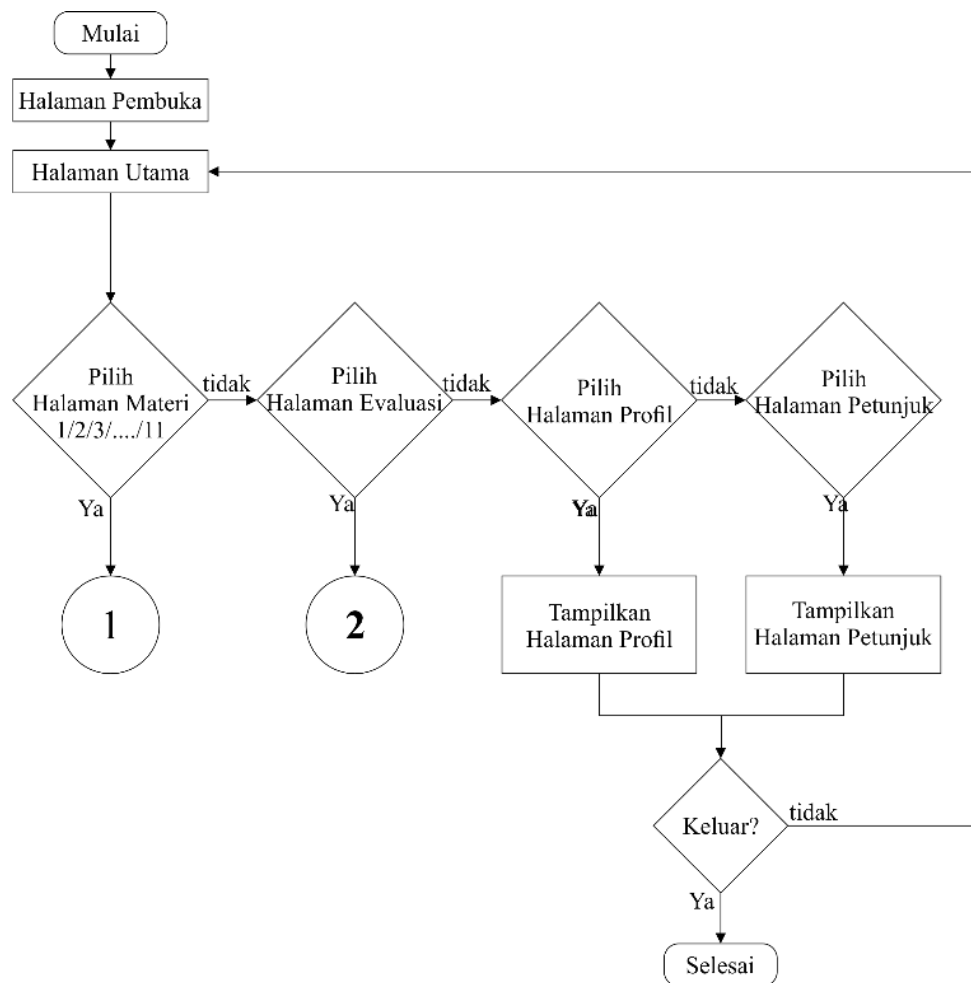 Mulai
Halaman Pembuka
Halaman Utama
Pilih
Halaman Materi
1/2/3/..../11
tidak
Pilih
Halaman Evaluasi
tidak
Pilih
Halaman Profil
tidak
Pilih
Halaman Petunjuk
Ya
Ya
Ya
Ya
1
2
Tampilkan
Halaman Profil
Tampilkan
Halaman Petunjuk
Keluar?
tidak
Ya
Selesai